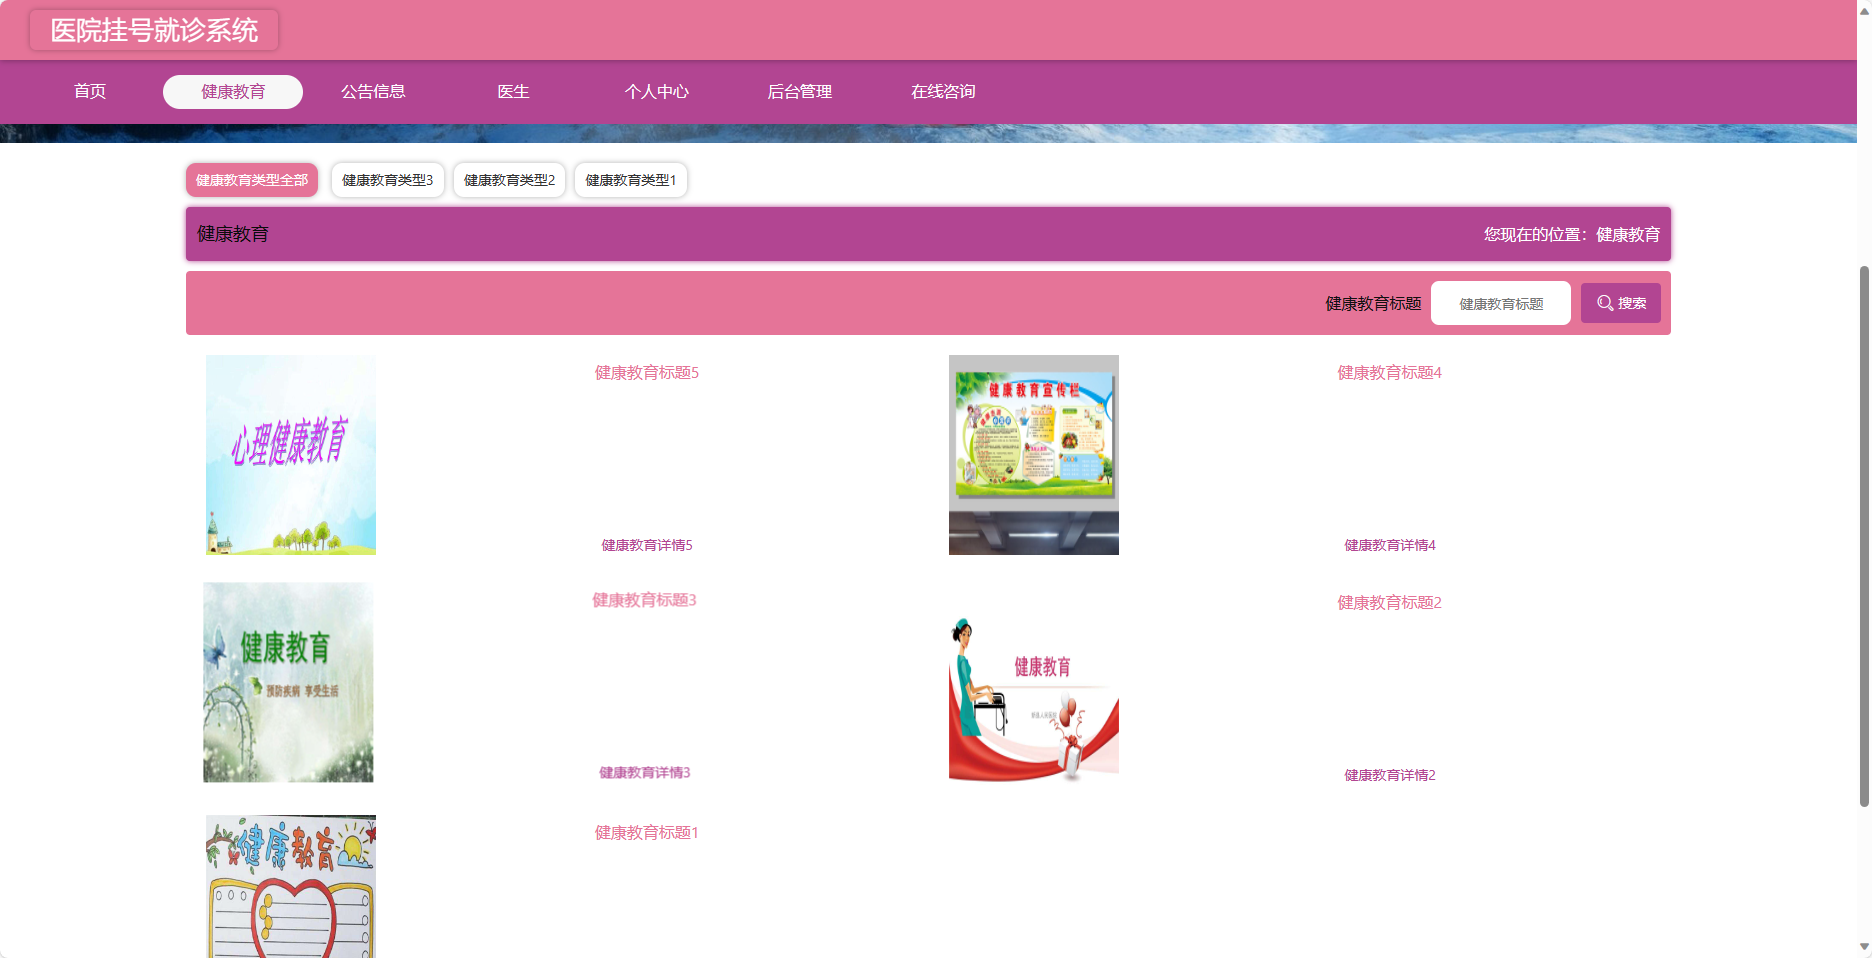 医院挂号就诊系统
首页 健康教育 公告信息 医生 个人中心 后台管理 在线咨询
健康教育类型全部 健康教育类型3 健康教育类型2 健康教育类型1
健康教育 您现在的位置：健康教育
健康教育标题 健康教育标题 搜索
心理健康教育
健康教育标题5
健康教育宣传栏
健康教育标题4
健康教育详情5
健康教育详情4
健康教育
预防疾病 享受生活
健康教育标题3
健康教育
健康教育标题2
健康教育详情3
健康教育详情2
健康教育
健康教育标题1